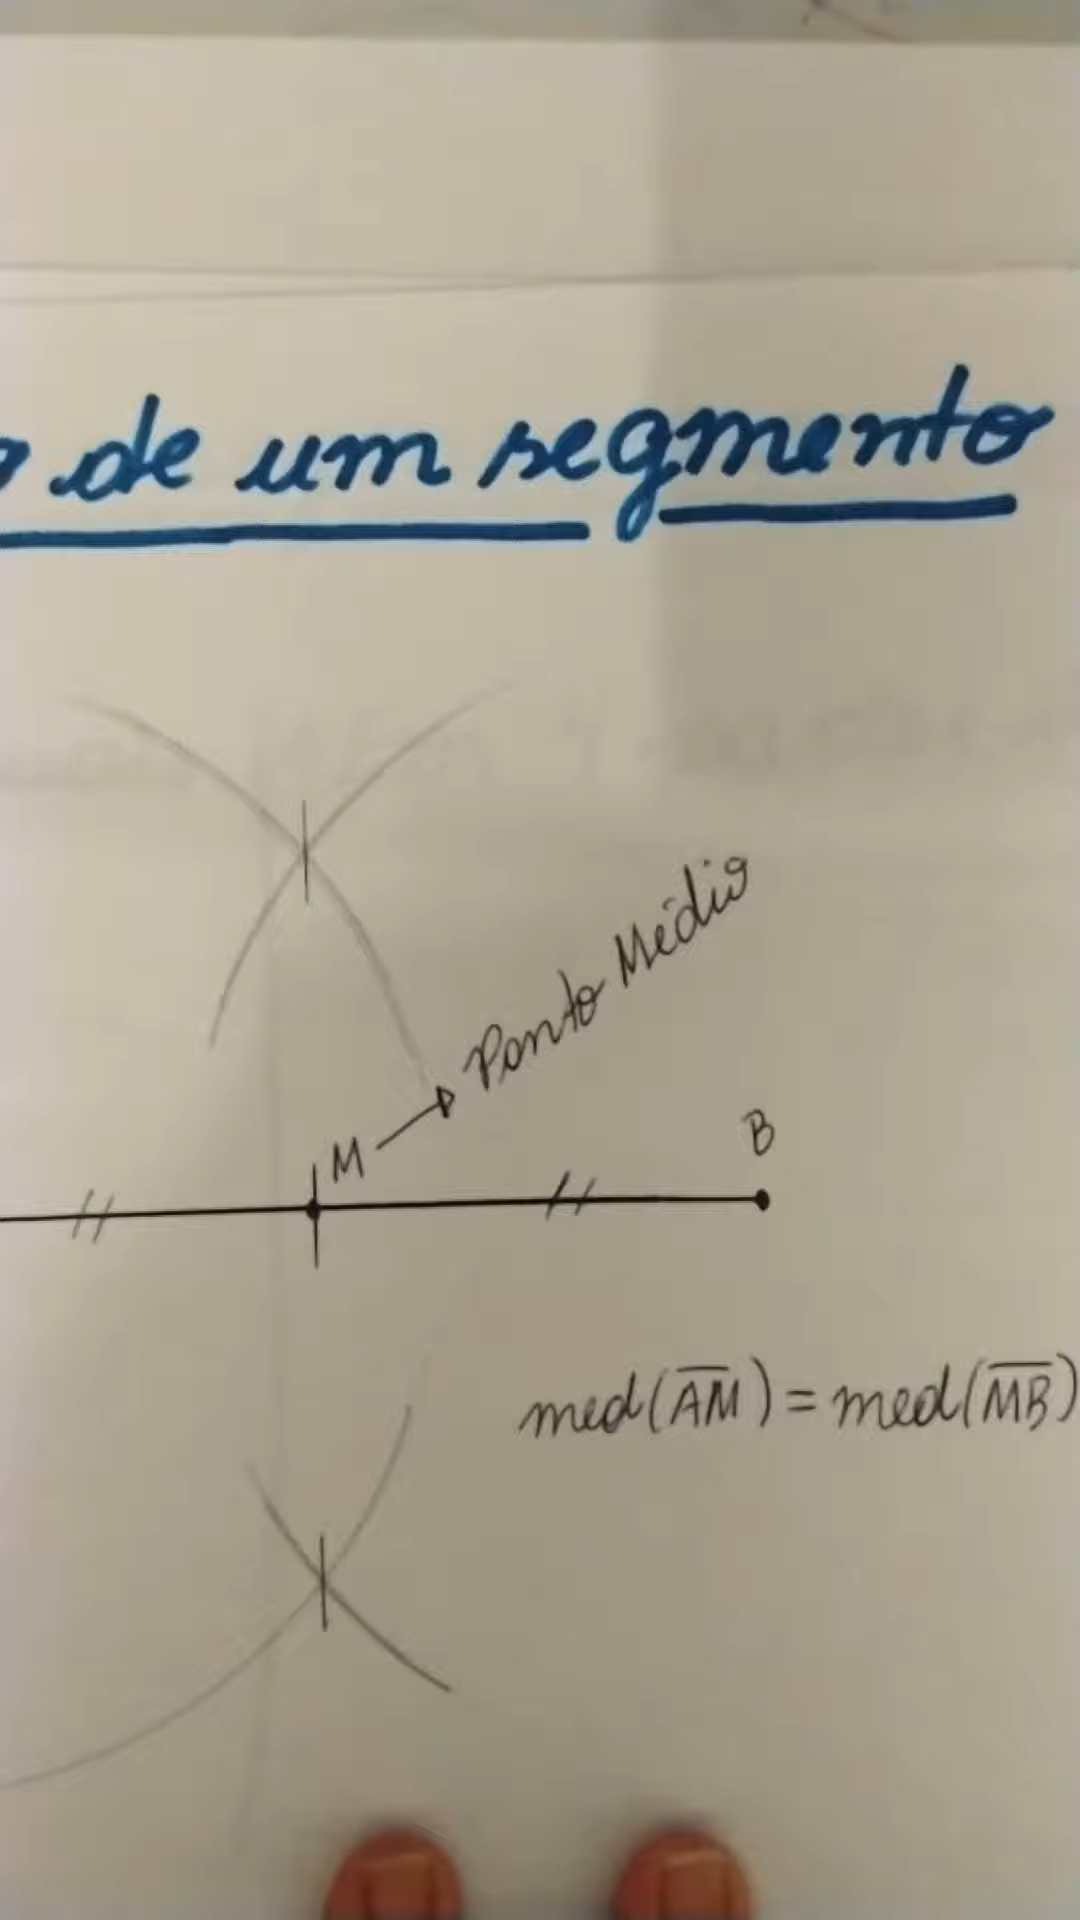 de um segmento
Ponto Médio
M
B
med(AM) = med(MB)